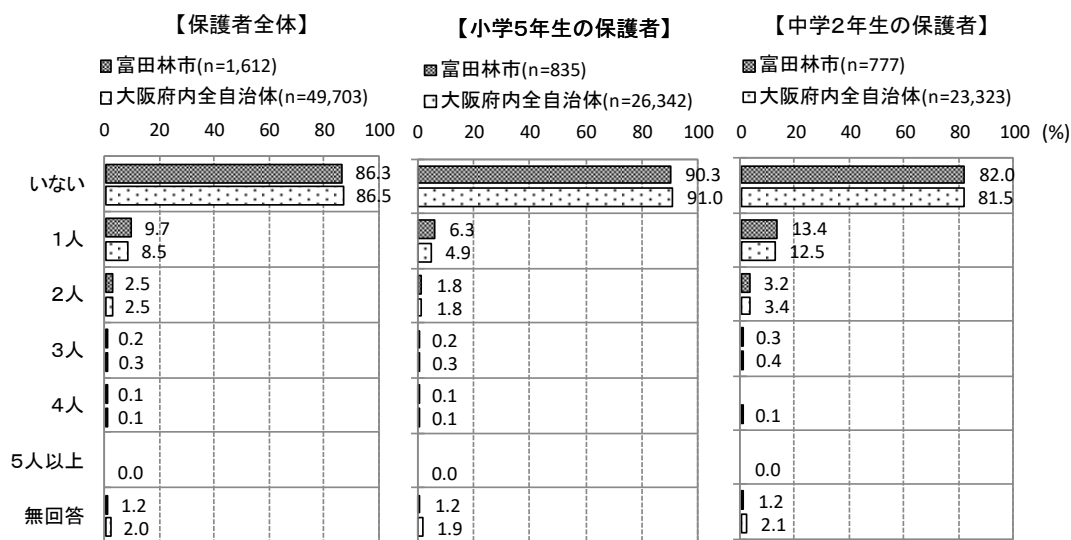 【保護者全体】
【小学5年生の保護者】
【中学2年生の保護者】
富田林市(n=1,612)
大阪府内全自治体(n=49,703)
富田林市(n=835)
大阪府内全自治体(n=26,342)
富田林市(n=777)
大阪府内全自治体(n=23,323)
0 20 40 60 80 100
0 20 40 60 80 100
0 20 40 60 80 100 (%)
いない
86.3
86.5
90.3
91.0
82.0
81.5
1人
9.7
8.5
6.3
4.9
13.4
12.5
2人
2.5
2.5
1.8
1.8
3.2
3.4
3人
0.2
0.3
0.2
0.3
0.3
0.4
4人
0.1
0.1
0.1
0.1
0.1
5人以上
0.0
0.0
0.0
無回答
1.2
2.0
1.2
1.9
1.2
2.1